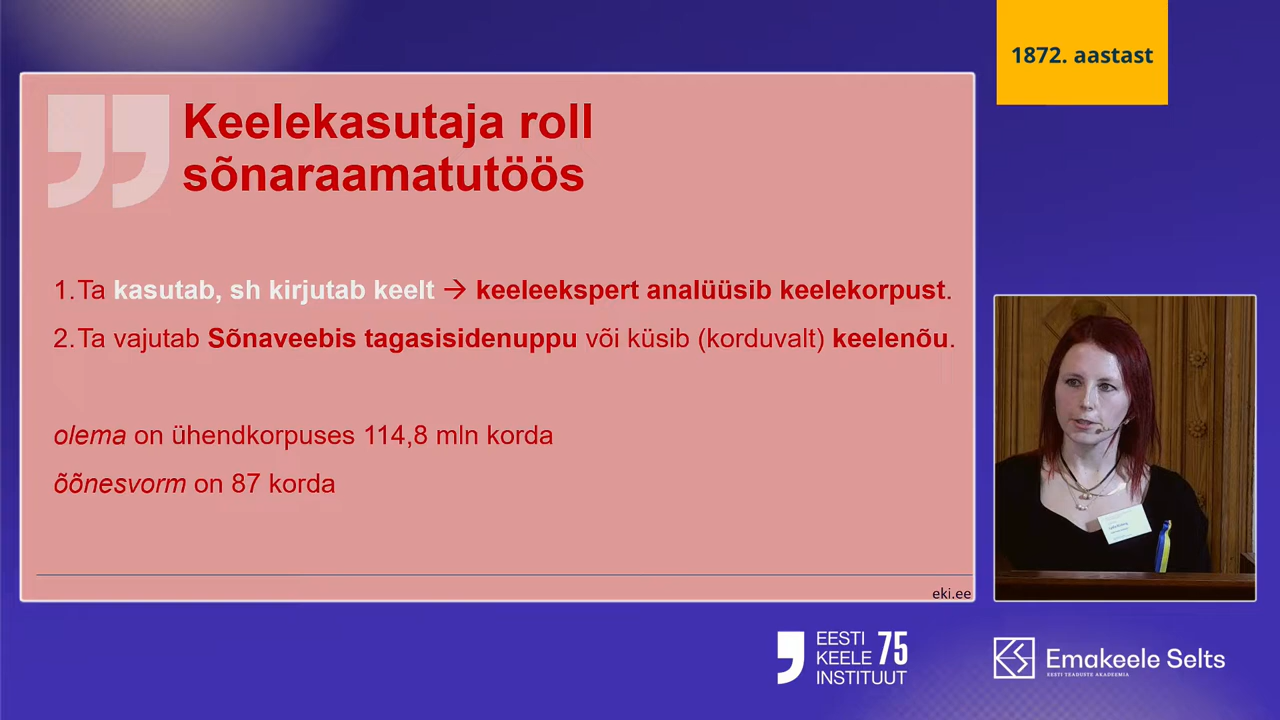 1872. aastast
Keelekasutaja roll
sõnaraamatutöös
1. Ta kasutab, sh kirjutab keelt → keeleekspert analüüsib keelekorpust.
2. Ta vajutab Sõnaveebis tagasisidenuppu või küsib (korduvalt) keelenõu.
olema on ühendkorpuses 114,8 mln korda
õõnesvorm on 87 korda
eki.ee
EESTI
KEELE 75
INSTITUUT
Emakeele Selts
EESTI TEADUSTE AKADEEMIA